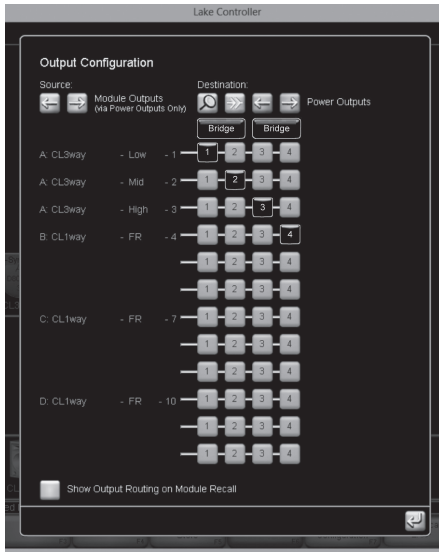 Lake Controller
Output Configuration
Source:
Module Outputs
(via Power Outputs Only)
Destination:
Power Outputs
Bridge Bridge
A: CL3way - Low - 1 1 2 3 4
A: CL3way - Mid - 2 1 2 3 4
A: CL3way - High - 3 1 2 3 4
B: CL1way - FR - 4 1 2 3 4
1 2 3 4
1 2 3 4
C: CL1way - FR - 7 1 2 3 4
1 2 3 4
1 2 3 4
D: CL1way - FR - 10 1 2 3 4
1 2 3 4
1 2 3 4
Show Output Routing on Module Recall